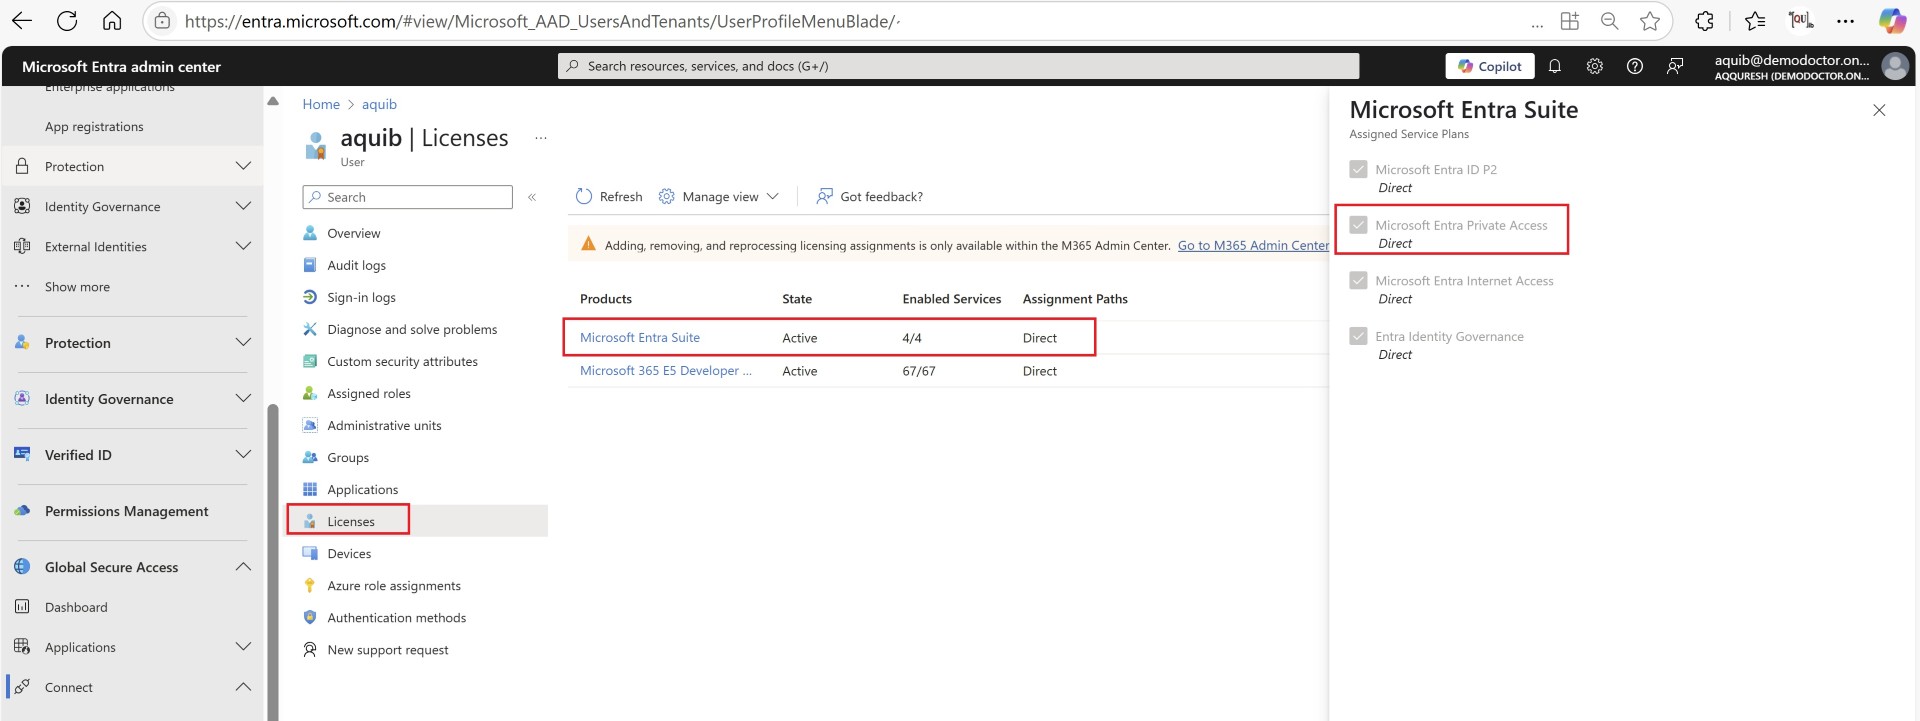 https://entra.microsoft.com/#view/Microsoft_AAD_UsersAndTenants/UserProfileMenuBlade/
Microsoft Entra admin center
Search resources, services, and docs (G+/)
Copilot
aquib@demodoctor.on...
AQQURESH (DEMODOCTOR.ON...
Enterprise applications
App registrations
Protection
Identity Governance
External Identities
Show more
Protection
Identity Governance
Verified ID
Permissions Management
Global Secure Access
Dashboard
Applications
Connect
Home > aquib
aquib | Licenses ...
User
Search
Overview
Audit logs
Sign-in logs
Diagnose and solve problems
Custom security attributes
Assigned roles
Administrative units
Groups
Applications
Licenses
Devices
Azure role assignments
Authentication methods
New support request
Refresh Manage view Got feedback?
Adding, removing, and reprocessing licensing assignments is only available within the M365 Admin Center. Go to M365 Admin Center
Products State Enabled Services Assignment Paths
Microsoft Entra Suite Active 4/4 Direct
Microsoft 365 E5 Developer ... Active 67/67 Direct
Microsoft Entra Suite
Assigned Service Plans
Microsoft Entra ID P2
Direct
Microsoft Entra Private Access
Direct
Microsoft Entra Internet Access
Direct
Entra Identity Governance
Direct